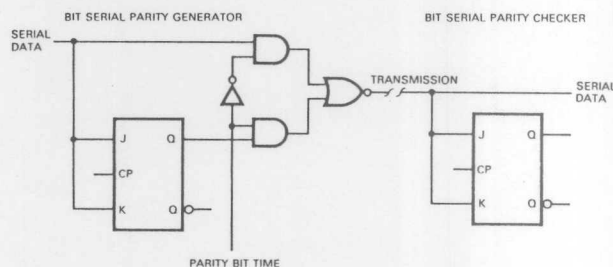 BIT SERIAL PARITY GENERATOR
BIT SERIAL PARITY CHECKER
SERIAL
DATA
TRANSMISSION
SERIAL
DATA
J Q
CP
K Q
J Q
CP
K Q
PARITY BIT TIME